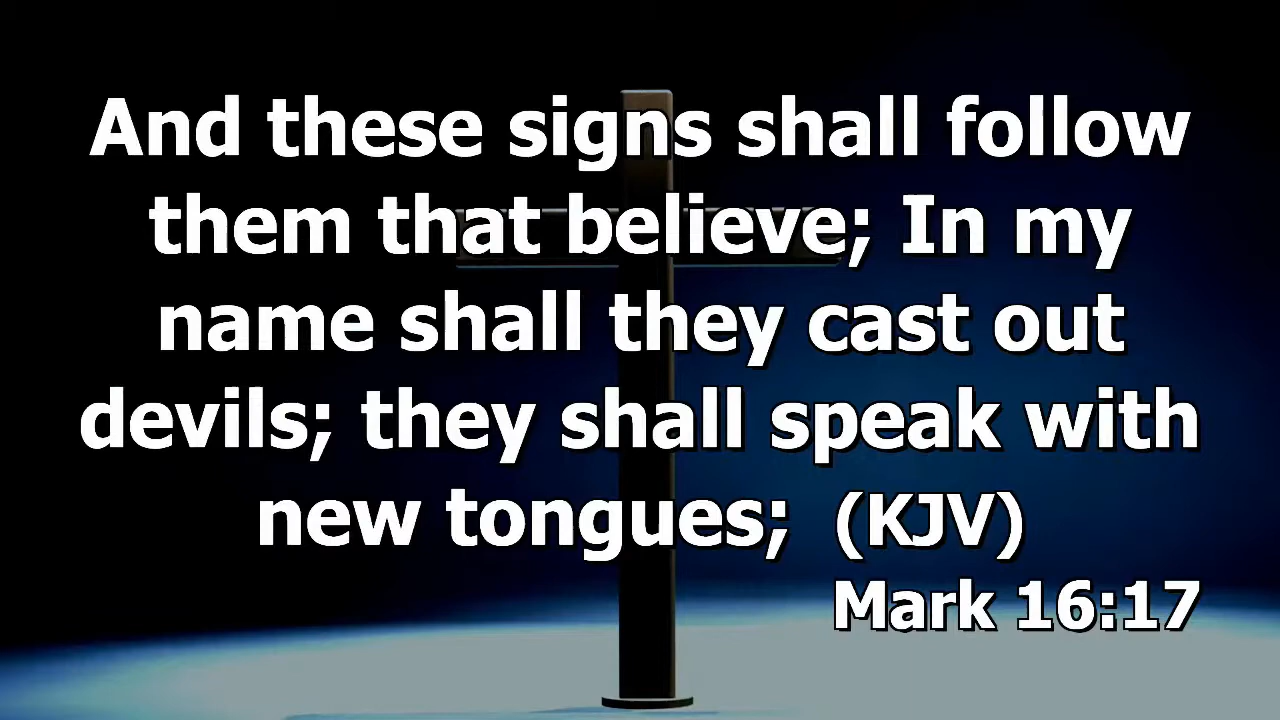 And these signs shall follow
them that believe; In my
name shall they cast out
devils; they shall speak with
new tongues; (KJV)
Mark 16:17